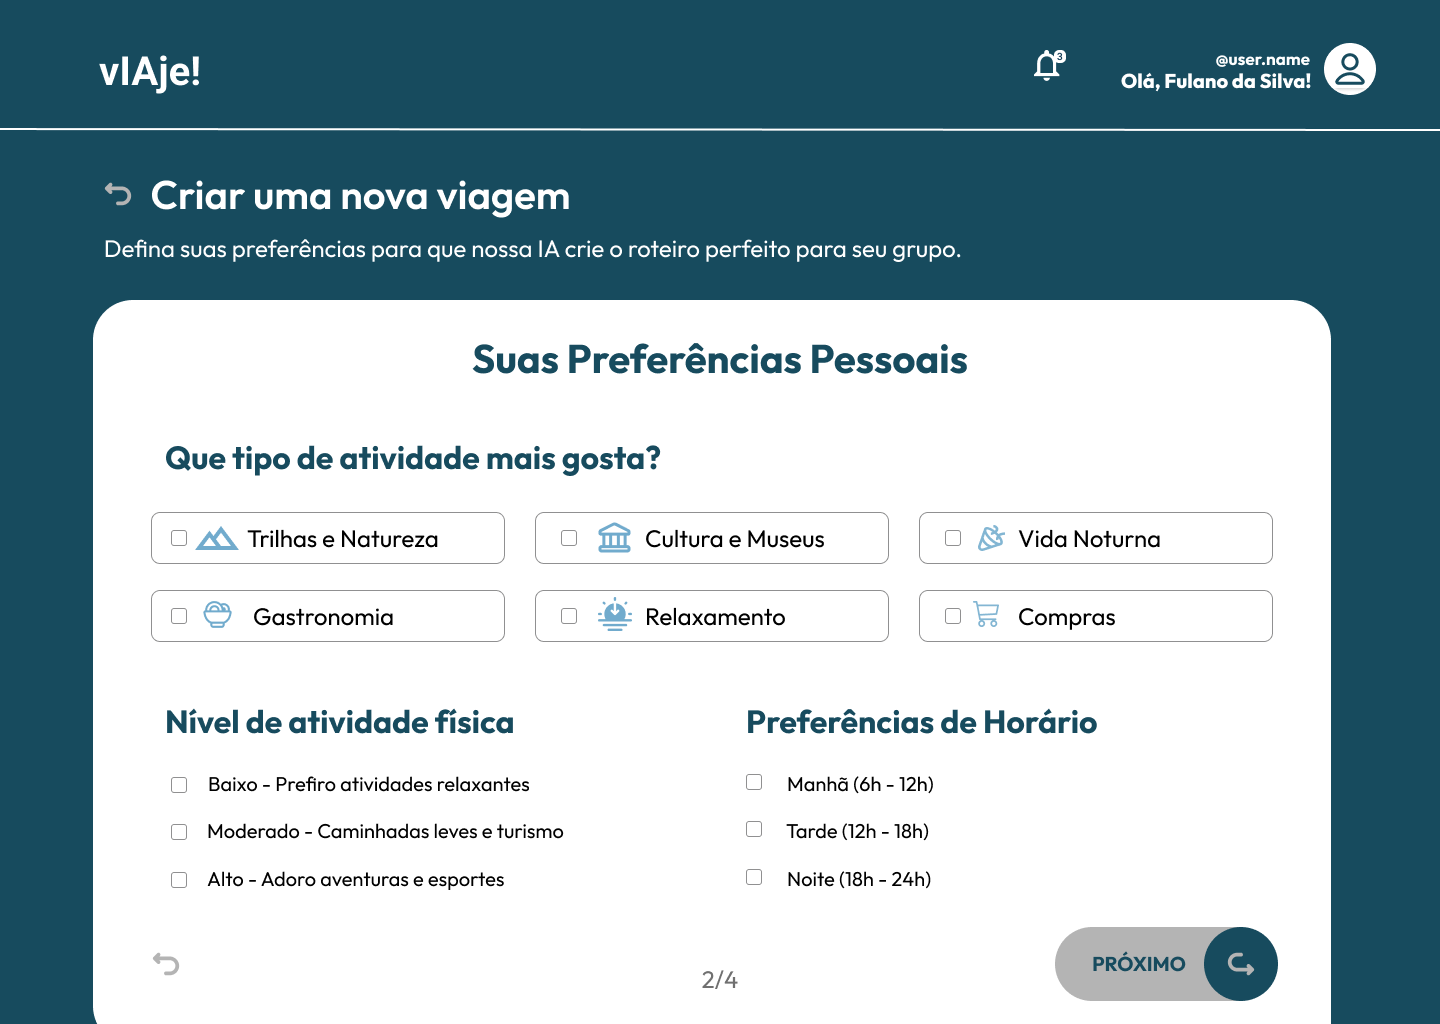 vIAje!
3
@user.name
Olá, Fulano da Silva!
Criar uma nova viagem
Defina suas preferências para que nossa IA crie o roteiro perfeito para seu grupo.
Suas Preferências Pessoais
Que tipo de atividade mais gosta?
Trilhas e Natureza
Cultura e Museus
Vida Noturna
Gastronomia
Relaxamento
Compras
Nível de atividade física
Baixo - Prefiro atividades relaxantes
Moderado - Caminhadas leves e turismo
Alto - Adoro aventuras e esportes
Preferências de Horário
Manhã (6h - 12h)
Tarde (12h - 18h)
Noite (18h - 24h)
2/4
PRÓXIMO